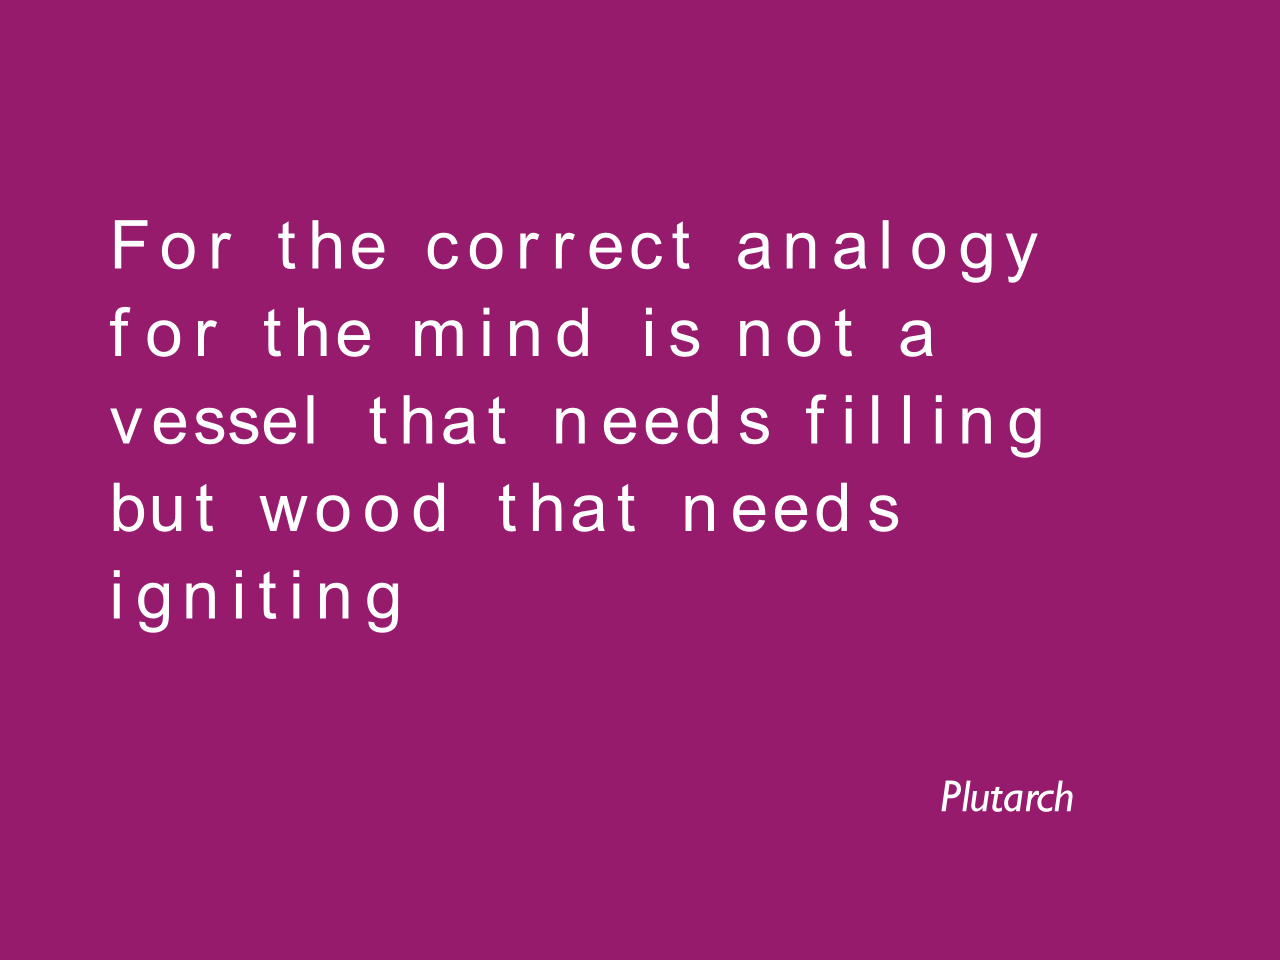 For the correct analogy
for the mind is not a
vessel that needs filling
but wood that needs
igniting
Plutarch